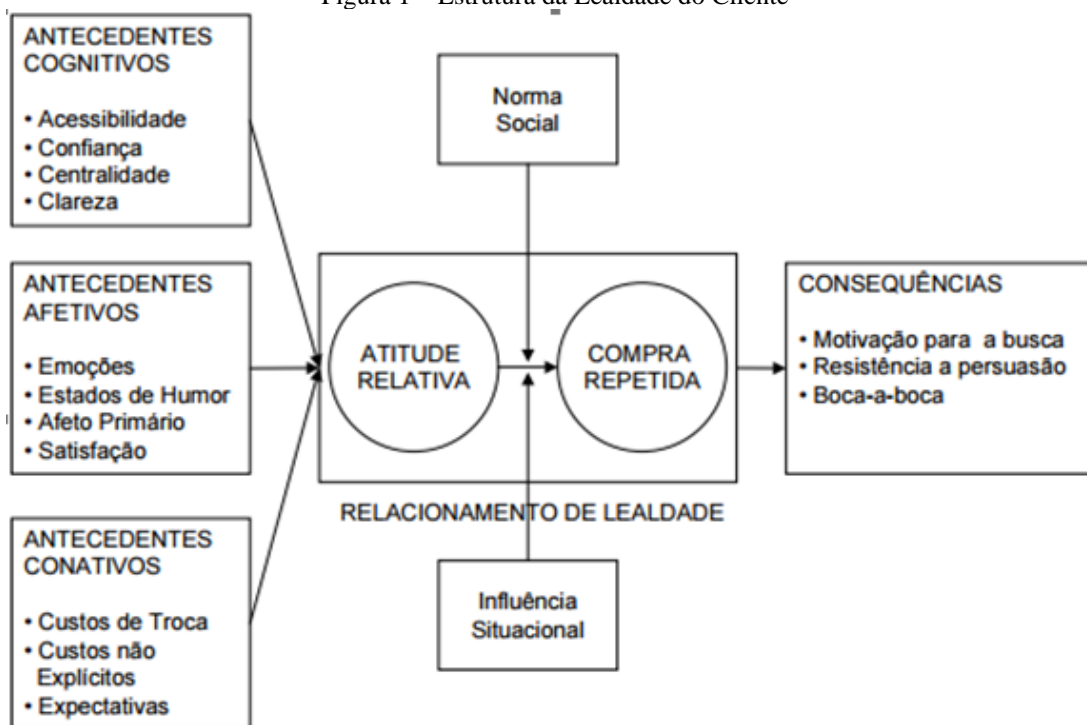 Figura 1 – Estrutura da Lealdade do Cliente
ANTECEDENTES
COGNITIVOS
• Acessibilidade
• Confiança
• Centralidade
• Clareza
ANTECEDENTES
AFETIVOS
• Emoções
• Estados de Humor
• Afeto Primário
• Satisfação
ANTECEDENTES
CONATIVOS
• Custos de Troca
• Custos não
Explícitos
• Expectativas
Norma
Social
ATITUDE
RELATIVA
COMPRA
REPETIDA
RELACIONAMENTO DE LEALDADE
Influência
Situacional
CONSEQUÊNCIAS
• Motivação para a busca
• Resistência a persuasão
• Boca-a-boca